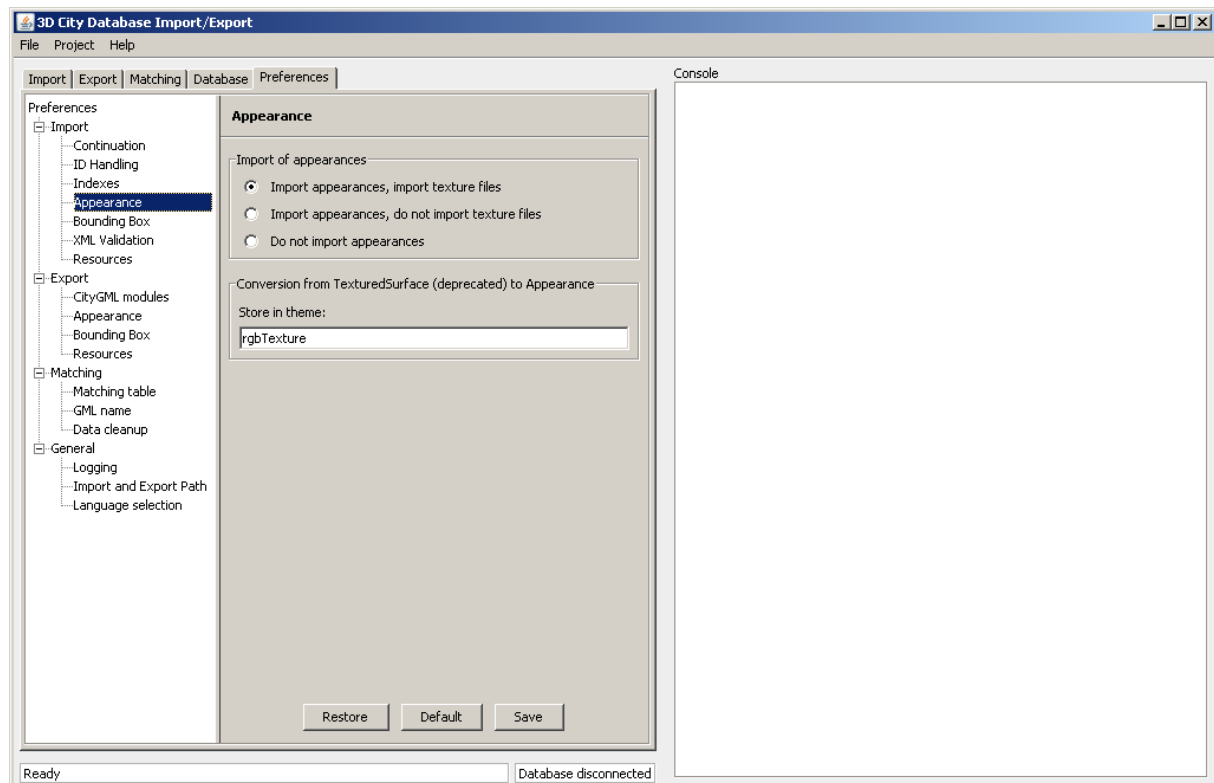 3D City Database Import/Export
File Project Help
Import Export Matching Database Preferences
Console
Preferences
Import
Continuation
ID Handling
Indexes
Appearance
Bounding Box
XML Validation
Resources
Export
CityGML modules
Appearance
Bounding Box
Resources
Matching
Matching table
GML name
Data cleanup
General
Logging
Import and Export Path
Language selection
Appearance
Import of appearances
Import appearances, import texture files
Import appearances, do not import texture files
Do not import appearances
Conversion from TexturedSurface (deprecated) to Appearance
Store in theme:
rgbTexture
Restore Default Save
Ready Database disconnected